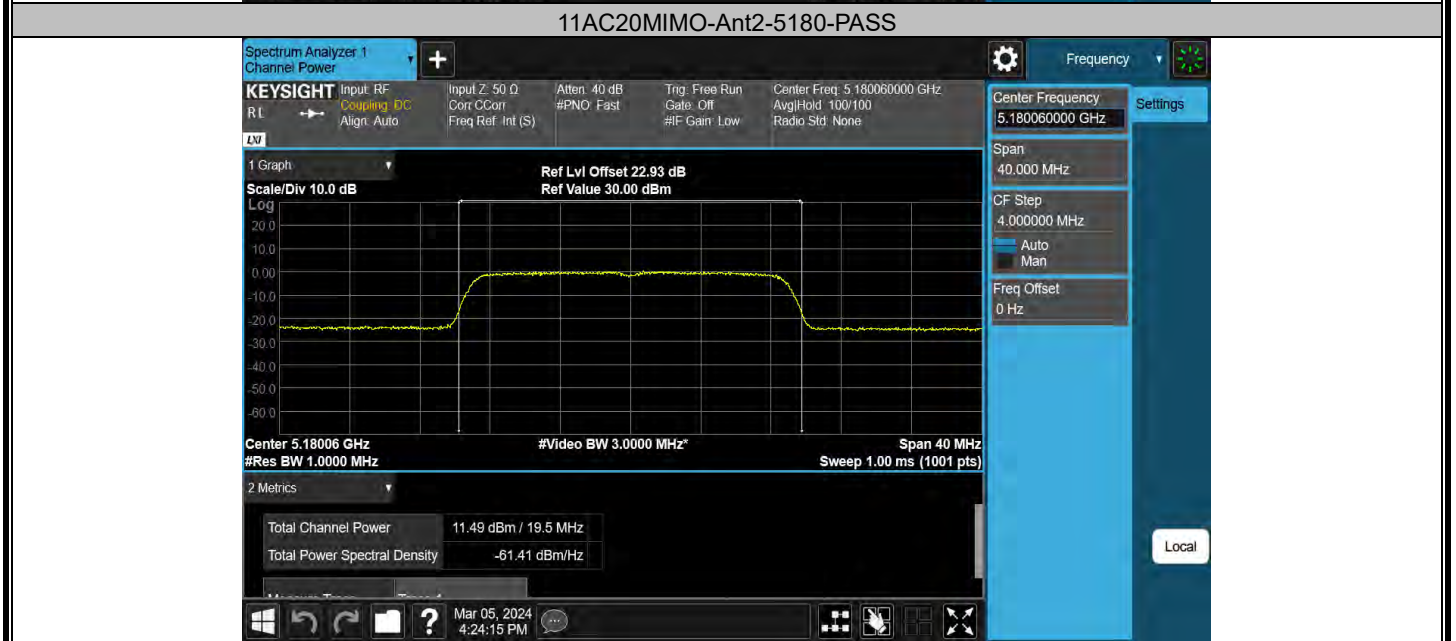 11AC20MIMO-Ant2-5180-PASS
Spectrum Analyzer 1
Channel Power
+
Frequency
KEYSIGHT
RL
LXI
Input: RF
Coupling: DC
Align: Auto
Input Z: 50 Ω
Corr CCorr
Freq Ref: Int (S)
Atten: 40 dB
#PNO: Fast
Trig: Free Run
Gate: Off
#IF Gain: Low
Center Freq: 5.180060000 GHz
Avg|Hold: 100/100
Radio Std: None
Center Frequency
5.180060000 GHz
Settings
Span
40.000 MHz
CF Step
4.000000 MHz
Auto
Man
Freq Offset
0 Hz
Local
1 Graph
Scale/Div 10.0 dB
Ref Lvl Offset 22.93 dB
Ref Value 30.00 dBm
Log
20.0
10.0
0.00
-10.0
-20.0
-30.0
-40.0
-50.0
-60.0
Center 5.18006 GHz
#Res BW 1.0000 MHz
#Video BW 3.0000 MHz*
Span 40 MHz
Sweep 1.00 ms (1001 pts)
2 Metrics
Total Channel Power 11.49 dBm / 19.5 MHz
Total Power Spectral Density -61.41 dBm/Hz
?
Mar 05, 2024
4:24:15 PM